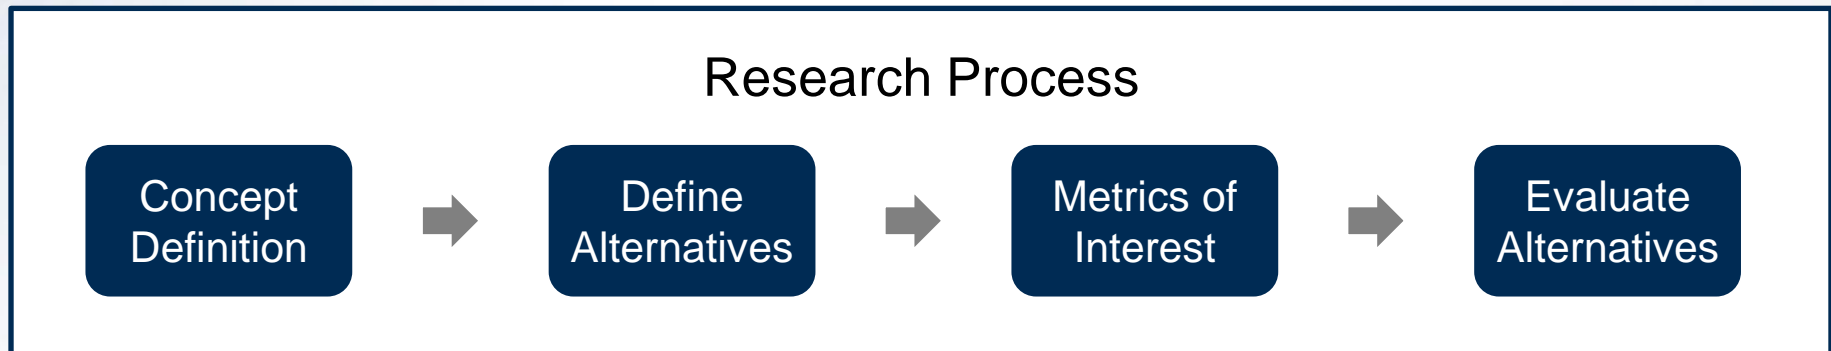 Research Process
Concept
Definition
Define
Alternatives
Metrics of
Interest
Evaluate
Alternatives